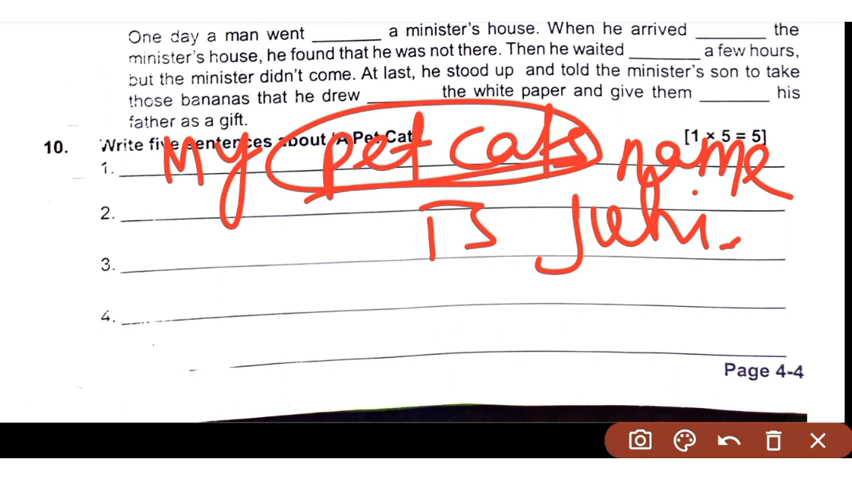 One day a man went ________ a minister's house. When he arrived ________ the
minister's house, he found that he was not there. Then he waited ________ a few hours,
but the minister didn't come. At last, he stood up and told the minister's son to take
those bananas that he drew ________ the white paper and give them ________ his
father as a gift.
10. Write five sentences about 'A Pet Cat' [1 × 5 = 5]
My pet cats name
is juhi.
1.
2.
3.
4.
Page 4-4